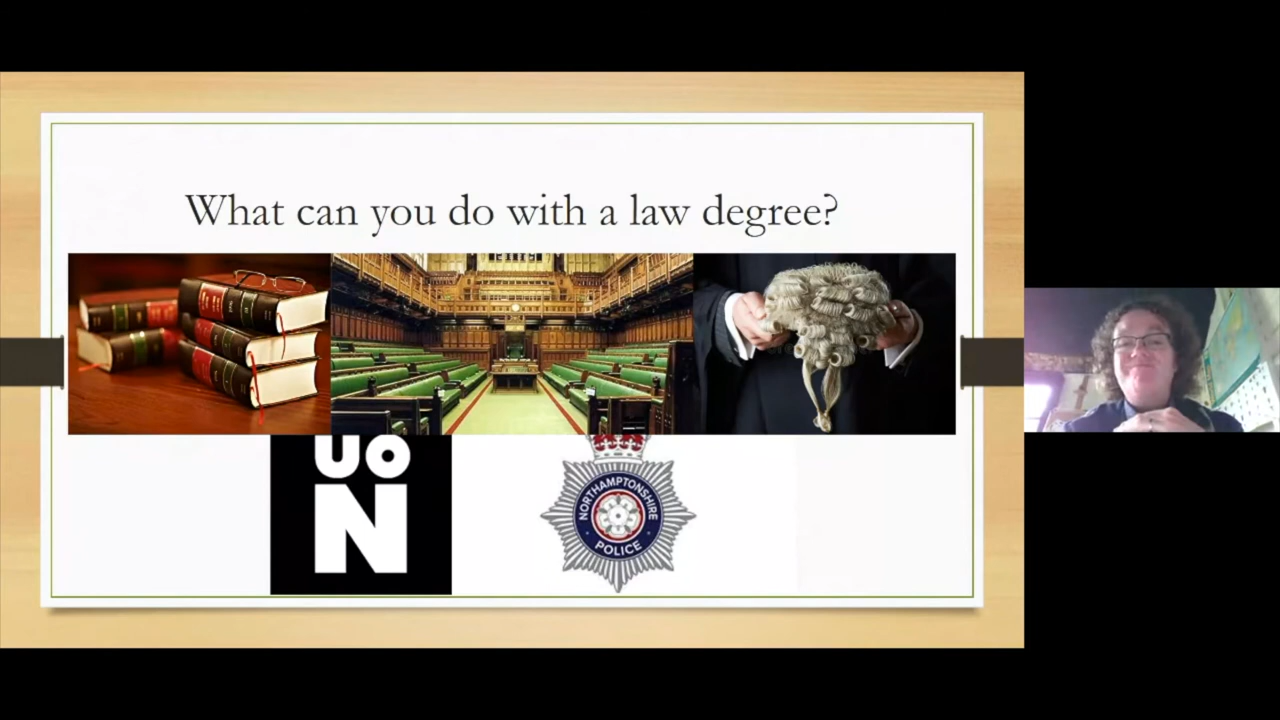 What can you do with a law degree?
UO
N
NORTHAMPTONSHIRE
POLICE